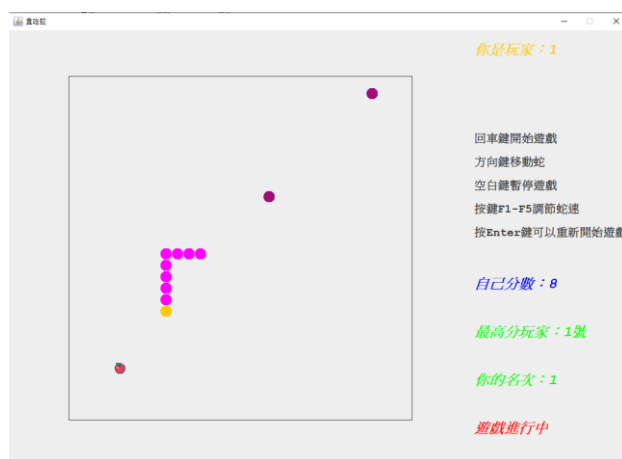 貪吃蛇
你是玩家：1
回車鍵開始遊戲
方向鍵移動蛇
空白鍵暫停遊戲
按鍵F1-F5調節蛇速
按Enter鍵可以重新開始遊戲
自己分數：8
最高分玩家：1號
你的名次：1
遊戲進行中